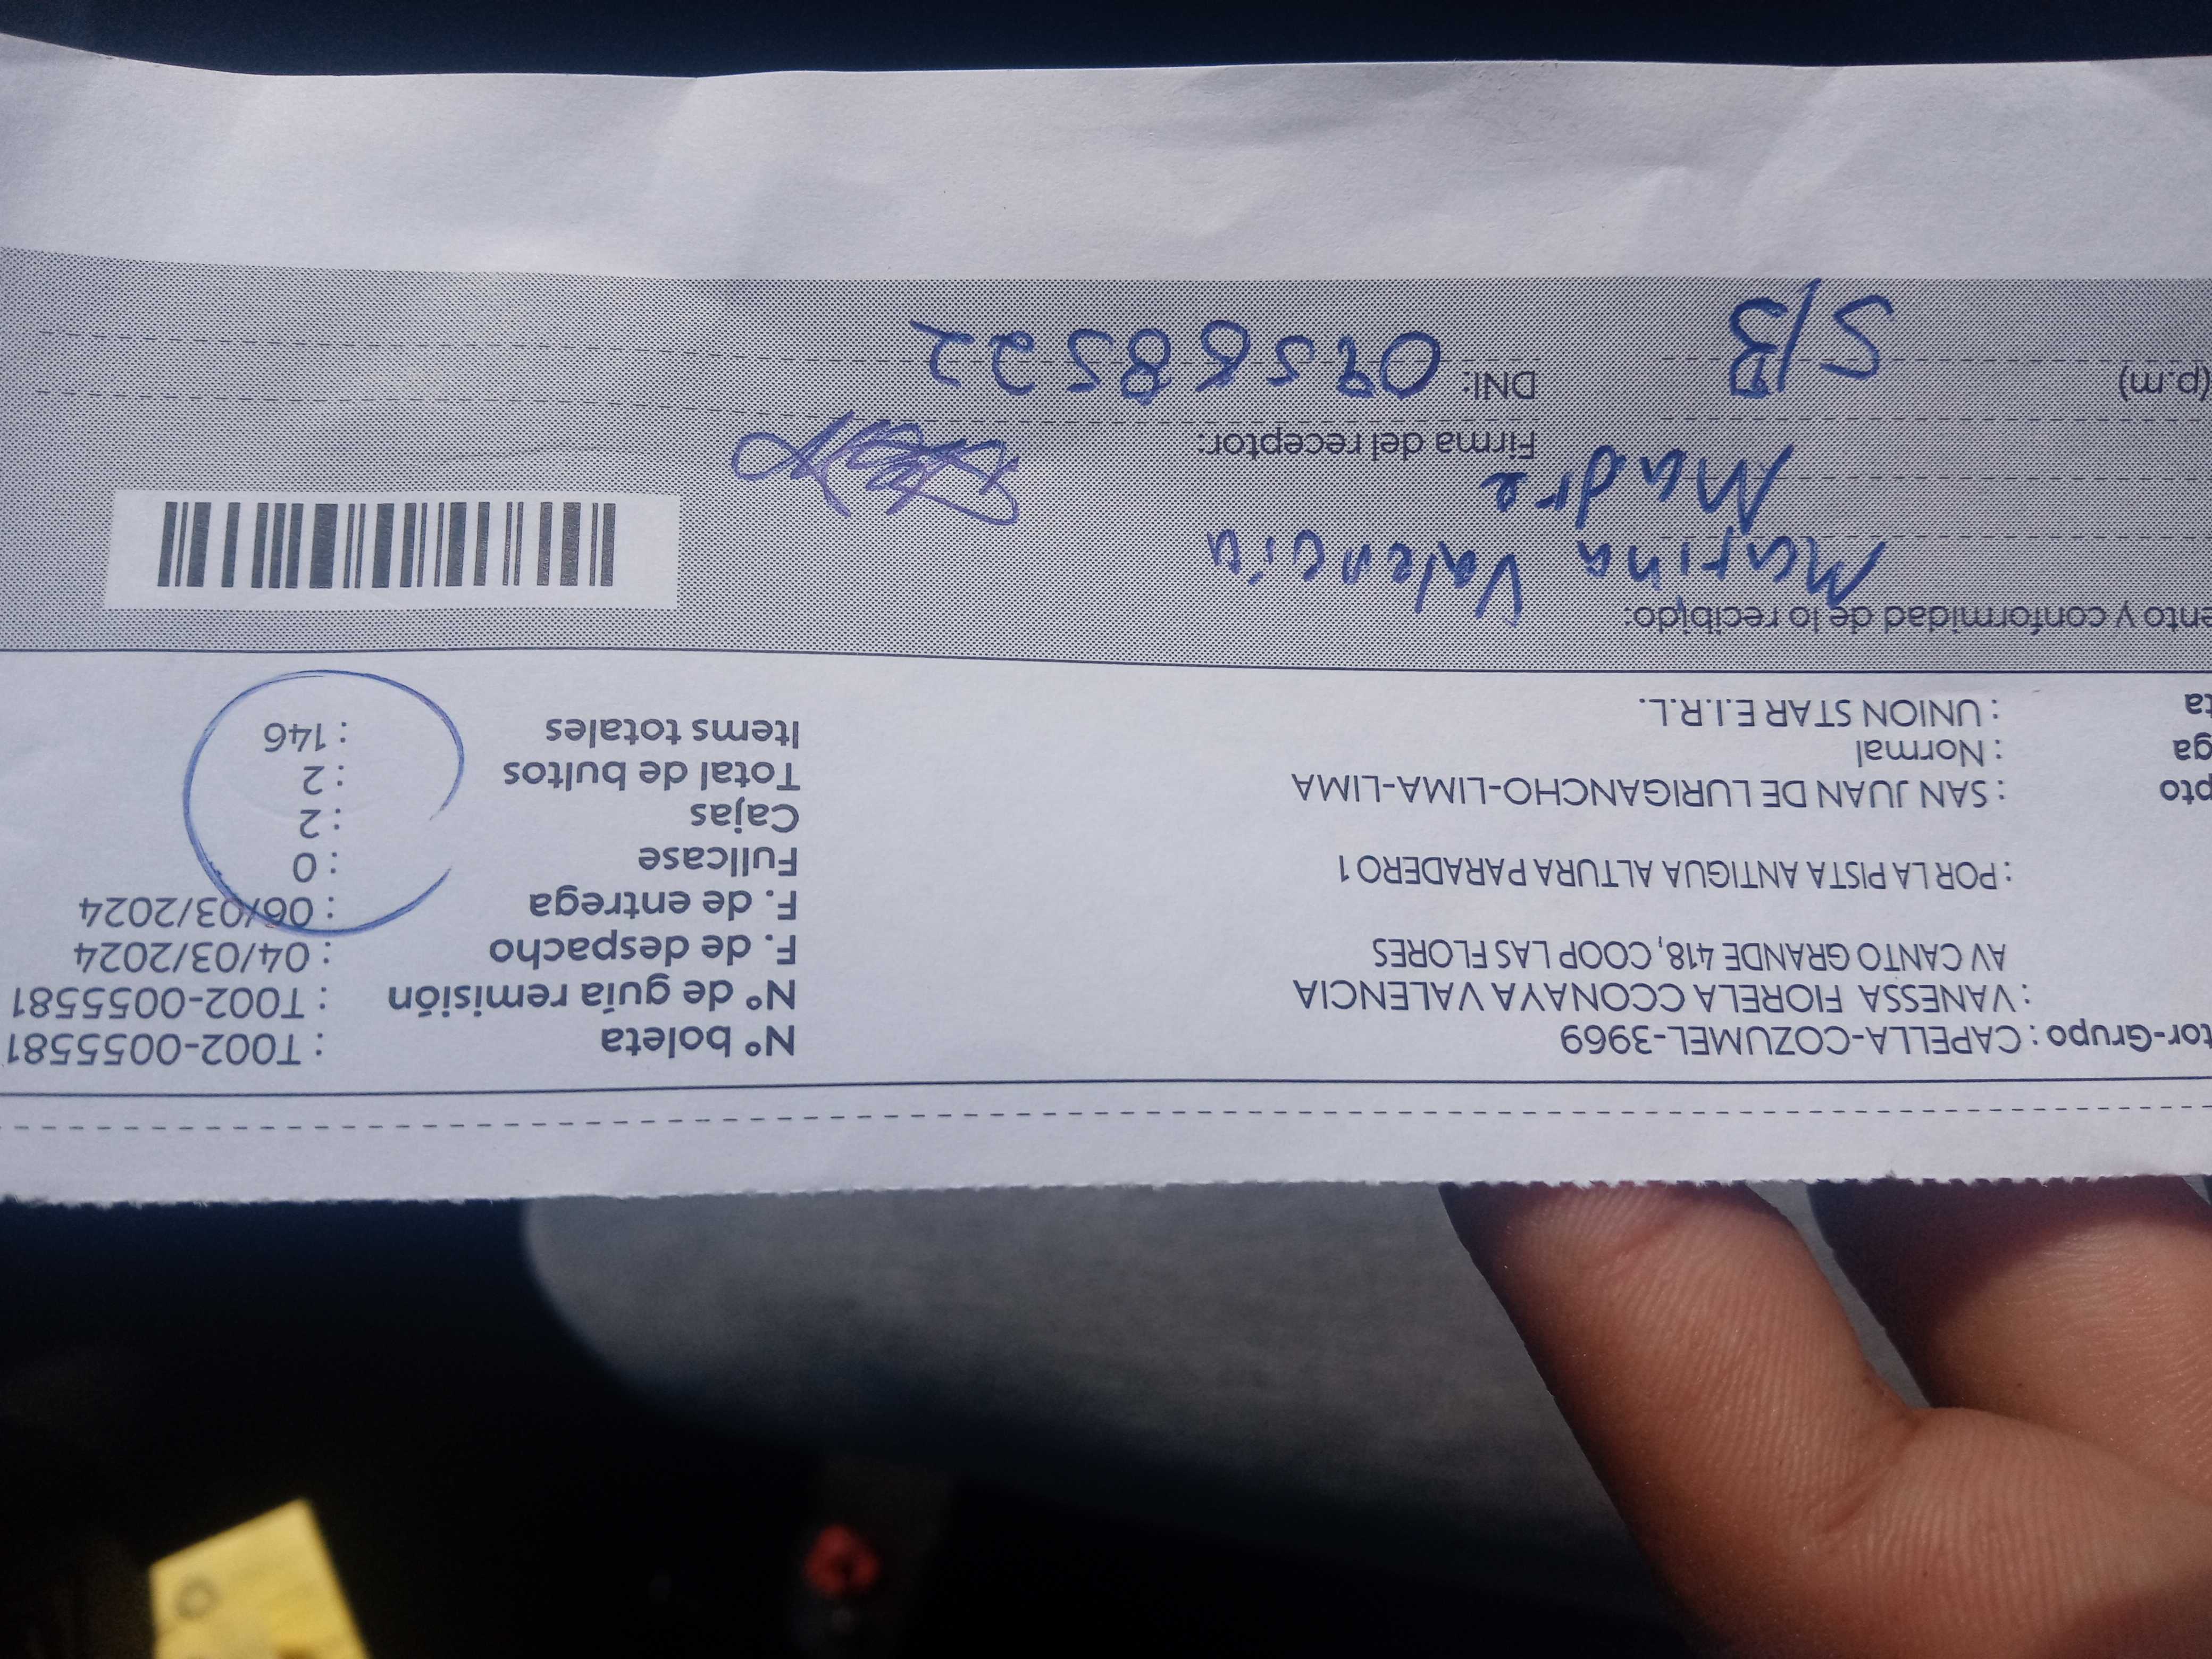 tor-Grupo : CAPELLA-COZUMEL-3969
: VANESSA FIORELA CCONAYA VALENCIA
AV CANTO GRANDE 418, COOP LAS FLORES
: POR LA PISTA ANTIGUA ALTURA PARADERO 1
pto : SAN JUAN DE LURIGANCHO-LIMA-LIMA
ga : Normal
ta : UNION STAR E.I.R.L.
N° boleta : T002-0055581
N° de guía remisión : T002-0055581
F. de despacho : 04/03/2024
F. de entrega : 06/03/2024
Fullcase : 0
Cajas : 2
Total de bultos : 2
Items totales : 146
ento y conformidad de lo recibido:
Marina Valencia
Madre
Firma del receptor:
(p.m) S/B
DNI: